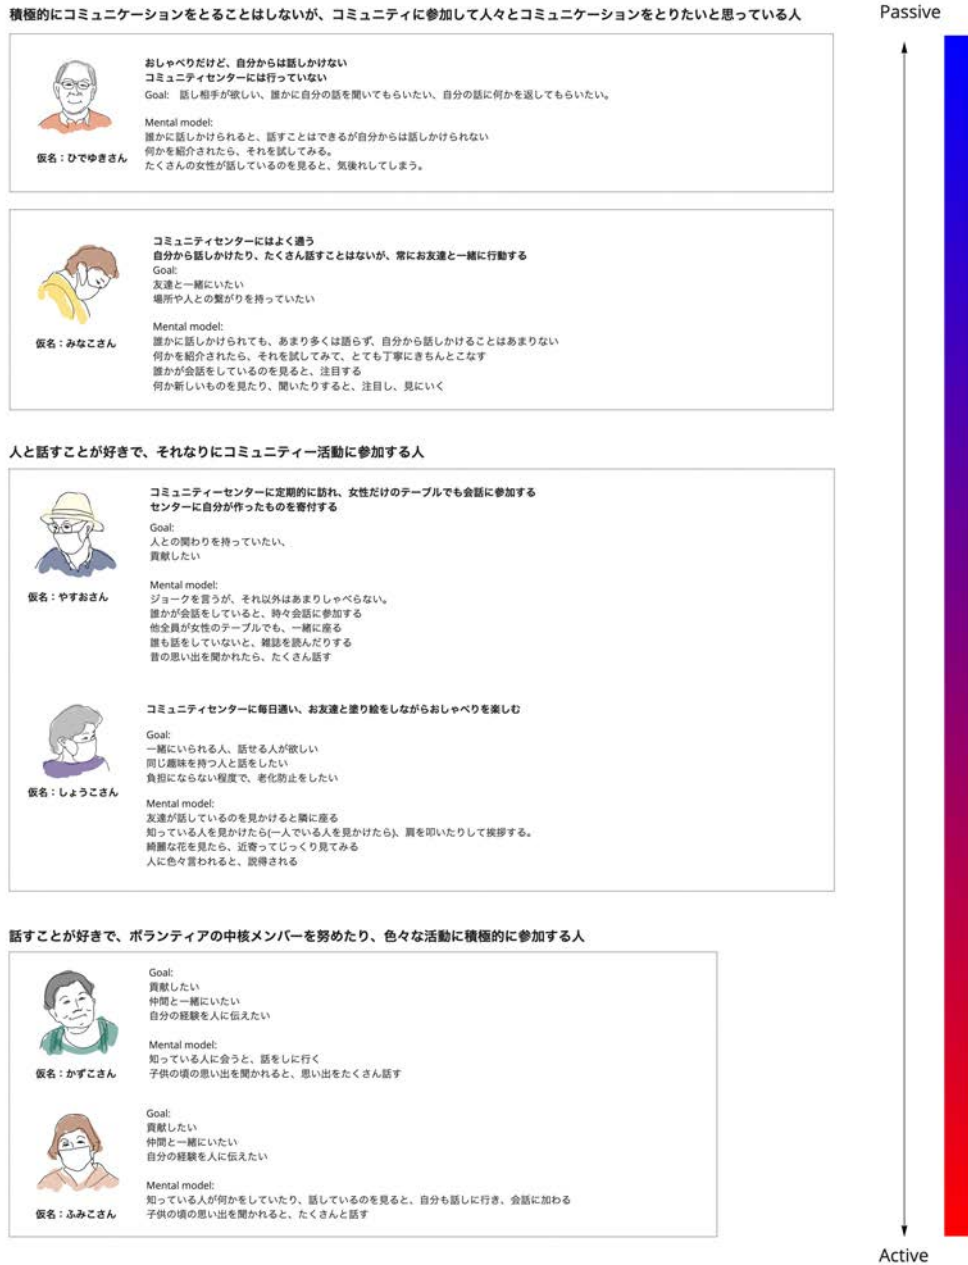 積極的にコミュニケーションをとることはしないが、コミュニティに参加して人々とコミュニケーションをとりたいと思っている人
Passive
おしゃべりだけど、自分からは話しかけない
コミュニティセンターには行っていない
Goal: 話し相手が欲しい、誰かに自分の話を聞いてもらいたい、自分の話に何かを返してもらいたい。
Mental model:
誰かに話しかけられると、話すことはできるが自分からは話しかけられない
何かを紹介されたら、それを試してみる。
たくさんの女性が話しているのを見ると、気後れしてしまう。
仮名：ひでゆきさん
コミュニティセンターにはよく通う
自分から話しかけたり、たくさん話すことはないが、常にお友達と一緒に行動する
Goal:
友達と一緒にいたい
場所や人との繋がりを持っていたい
Mental model:
誰かに話しかけられても、あまり多くは語らず、自分から話しかけることはあまりない
何かを紹介されたら、それを試してみて、とても丁寧にきちんとこなす
誰かが会話をしているのを見ると、注目する
何か新しいものを見たり、聞いたりすると、注目し、見にいく
仮名：みなこさん
人と話すことが好きで、それなりにコミュニティー活動に参加する人
コミュニティーセンターに定期的に訪れ、女性だけのテーブルでも会話に参加する
センターに自分が作ったものを寄付する
Goal:
人との関わりを持っていたい、
貢献したい
Mental model:
ジョークを言うが、それ以外はあまりしゃべらない。
誰かが会話をしていると、時々会話に参加する
他全員が女性のテーブルでも、一緒に座る
誰も話をしていないと、雑誌を読んだりする
昔の思い出を聞かれたら、たくさん話す
仮名：やすおさん
コミュニティセンターに毎日通い、お友達と塗り絵をしながらおしゃべりを楽しむ
Goal:
一緒にいられる人、話せる人が欲しい
同じ趣味を持つ人と話をしたい
負担にならない程度で、老化防止をしたい
Mental model:
友達が話しているのを見かけると隣に座る
知っている人を見かけたら(一人でいる人を見かけたら)、肩を叩いたりして挨拶する。
綺麗な花を見たら、近寄ってじっくり見てみる
人に色々言われると、説得される
仮名：しょうこさん
話すことが好きで、ボランティアの中核メンバーを努めたり、色々な活動に積極的に参加する人
Goal:
貢献したい
仲間と一緒にいたい
自分の経験を人に伝えたい
Mental model:
知っている人に会うと、話をしに行く
子供の頃の思い出を聞かれると、思い出をたくさん話す
仮名：かずこさん
Goal:
貢献したい
仲間と一緒にいたい
自分の経験を人に伝えたい
Mental model:
知っている人が何かをしていたり、話しているのを見ると、自分も話しに行き、会話に加わる
子供の頃の思い出を聞かれると、たくさんと話す
仮名：ふみこさん
Active